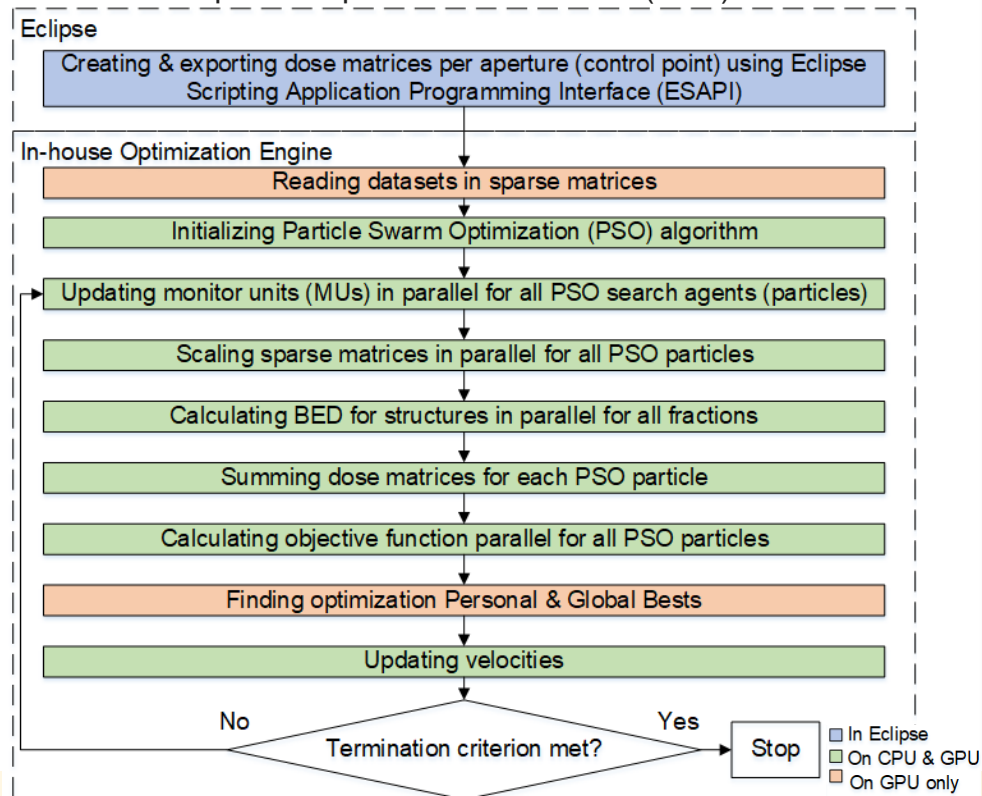 Eclipse
Creating & exporting dose matrices per aperture (control point) using Eclipse
Scripting Application Programming Interface (ESAPI)
In-house Optimization Engine
Reading datasets in sparse matrices
Initializing Particle Swarm Optimization (PSO) algorithm
Updating monitor units (MUs) in parallel for all PSO search agents (particles)
Scaling sparse matrices in parallel for all PSO particles
Calculating BED for structures in parallel for all fractions
Summing dose matrices for each PSO particle
Calculating objective function parallel for all PSO particles
Finding optimization Personal & Global Bests
Updating velocities
No
Yes
Termination criterion met?
Stop
In Eclipse
On CPU & GPU
On GPU only